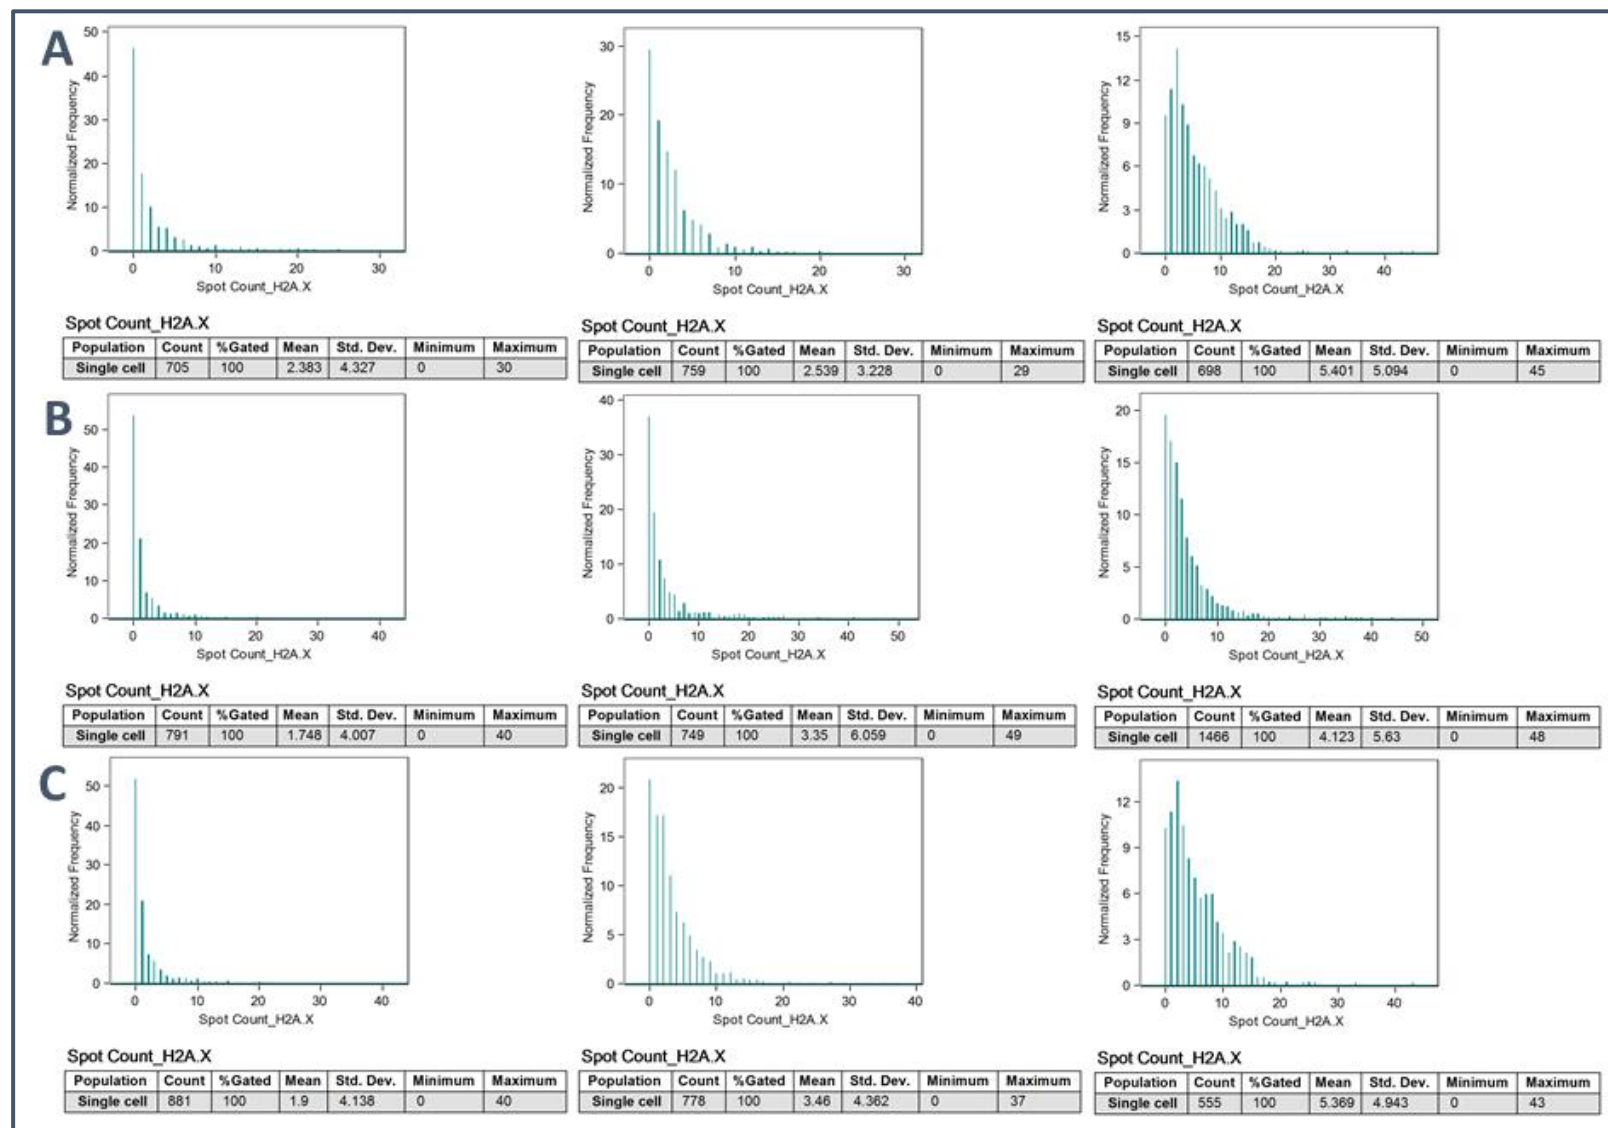 A
50
40
30
20
10
0
Normalized Frequency
0 10 20 30
Spot Count_H2A.X
Spot Count_H2A.X
Population Count %Gated Mean Std. Dev. Minimum Maximum
Single cell 705 100 2.383 4.327 0 30
30
20
10
0
Normalized Frequency
0 10 20 30
Spot Count_H2A.X
Spot Count_H2A.X
Population Count %Gated Mean Std. Dev. Minimum Maximum
Single cell 759 100 2.539 3.228 0 29
15
12
9
6
3
0
Normalized Frequency
0 10 20 30 40
Spot Count_H2A.X
Spot Count_H2A.X
Population Count %Gated Mean Std. Dev. Minimum Maximum
Single cell 698 100 5.401 5.094 0 45
B
50
40
30
20
10
0
Normalized Frequency
0 10 20 30 40
Spot Count_H2A.X
Spot Count_H2A.X
Population Count %Gated Mean Std. Dev. Minimum Maximum
Single cell 791 100 1.748 4.007 0 40
40
30
20
10
0
Normalized Frequency
0 10 20 30 40 50
Spot Count_H2A.X
Spot Count_H2A.X
Population Count %Gated Mean Std. Dev. Minimum Maximum
Single cell 749 100 3.35 6.059 0 49
20
15
10
5
0
Normalized Frequency
0 10 20 30 40 50
Spot Count_H2A.X
Spot Count_H2A.X
Population Count %Gated Mean Std. Dev. Minimum Maximum
Single cell 1466 100 4.123 5.63 0 48
C
50
40
30
20
10
0
Normalized Frequency
0 10 20 30 40
Spot Count_H2A.X
Spot Count_H2A.X
Population Count %Gated Mean Std. Dev. Minimum Maximum
Single cell 881 100 1.9 4.138 0 40
20
15
10
5
0
Normalized Frequency
0 10 20 30 40
Spot Count_H2A.X
Spot Count_H2A.X
Population Count %Gated Mean Std. Dev. Minimum Maximum
Single cell 778 100 3.46 4.362 0 37
12
9
6
3
0
Normalized Frequency
0 10 20 30 40
Spot Count_H2A.X
Spot Count_H2A.X
Population Count %Gated Mean Std. Dev. Minimum Maximum
Single cell 555 100 5.369 4.943 0 43